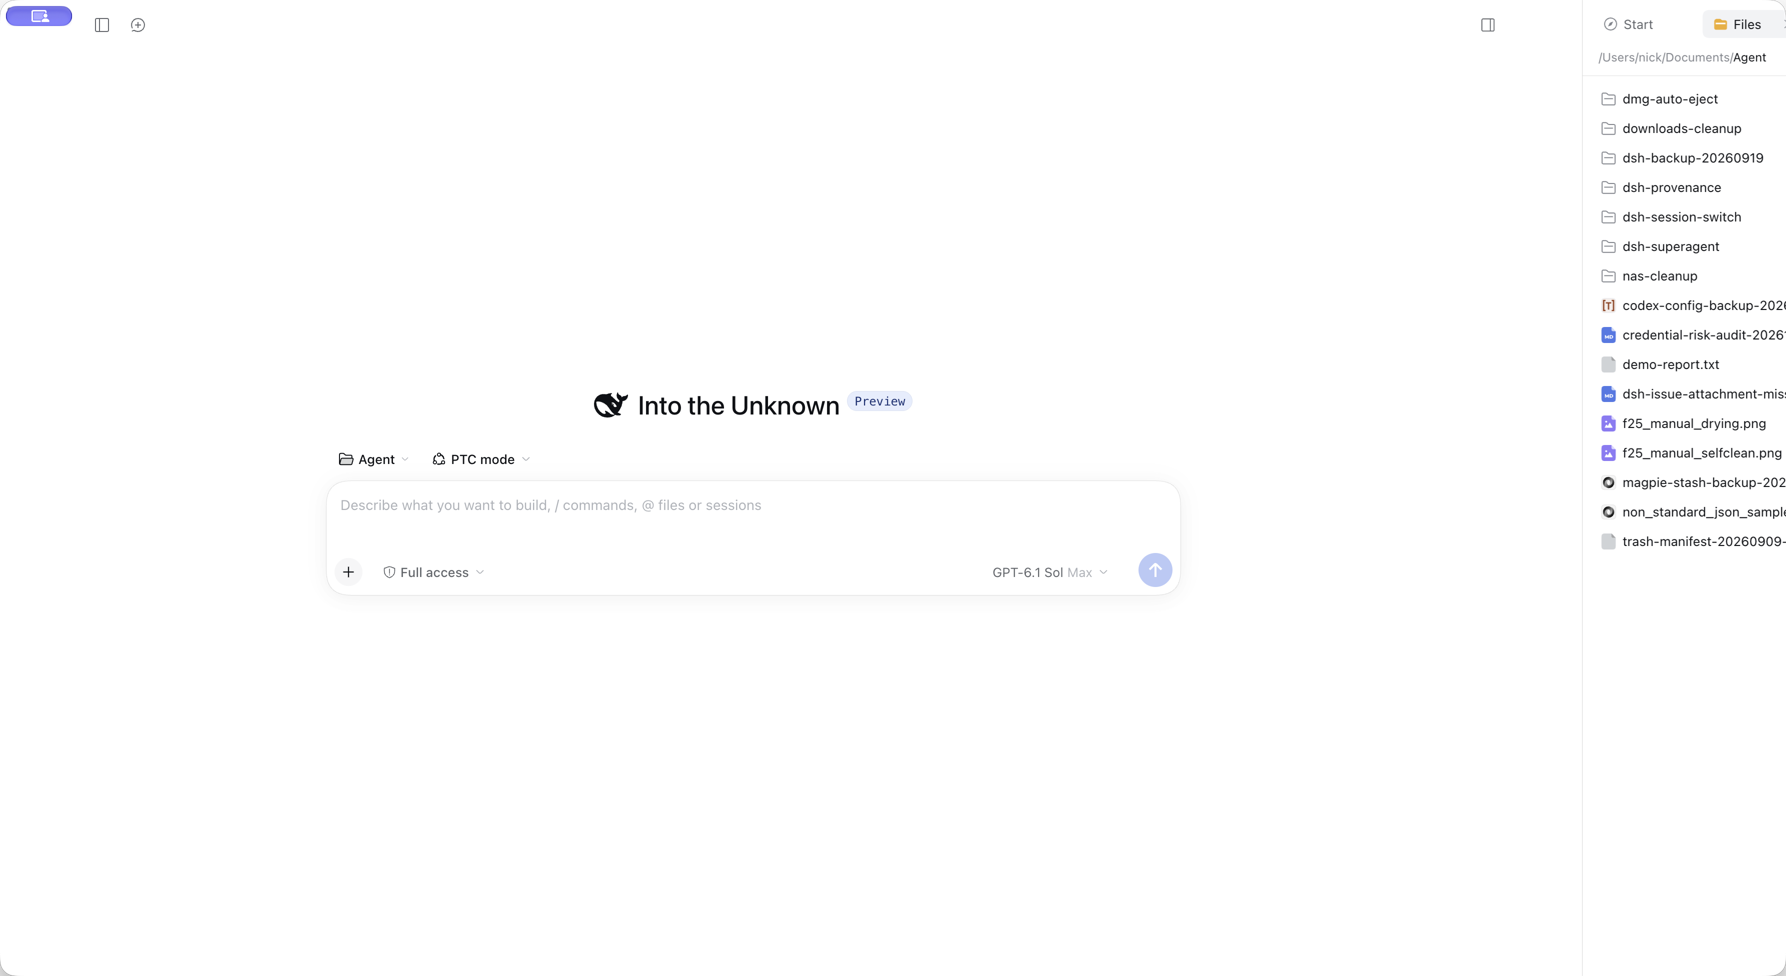 Start
Files
/Users/nick/Documents/Agent
dmg-auto-eject
downloads-cleanup
dsh-backup-20260919
dsh-provenance
dsh-session-switch
dsh-superagent
nas-cleanup
codex-config-backup-202
credential-risk-audit-2026
demo-report.txt
dsh-issue-attachment-mis
f25_manual_drying.png
f25_manual_selfclean.png
magpie-stash-backup-202
non_standard_json_sample
trash-manifest-20260909-
Into the Unknown Preview
Agent PTC mode
Describe what you want to build, / commands, @ files or sessions
Full access GPT-6.1 Sol Max